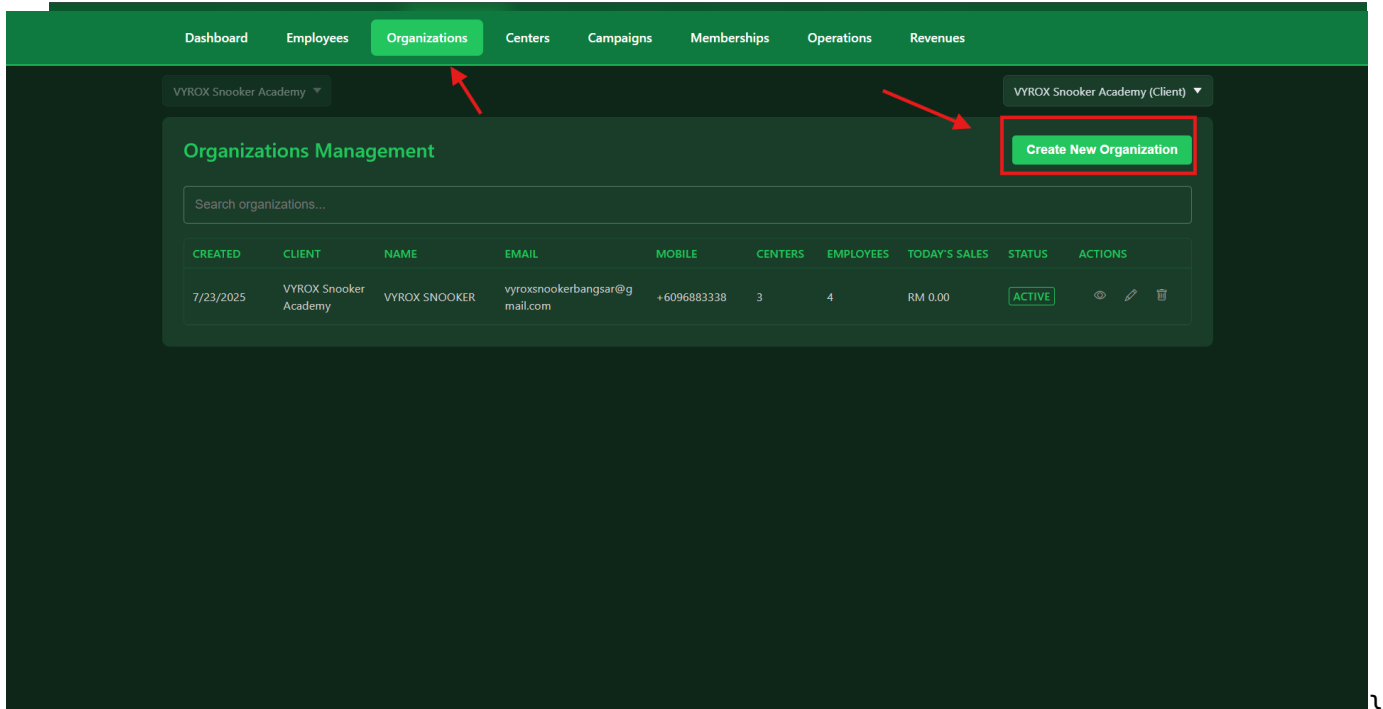 Dashboard Employees Organizations Centers Campaigns Memberships Operations Revenues
VYROX Snooker Academy ▼ VYROX Snooker Academy (Client) ▼
Organizations Management Create New Organization
Search organizations...
CREATED CLIENT NAME EMAIL MOBILE CENTERS EMPLOYEES TODAY'S SALES STATUS ACTIONS
7/23/2025 VYROX Snooker Academy VYROX SNOOKER vyroxsnookerbangsar@gmail.com +6096883338 3 4 RM 0.00 ACTIVE